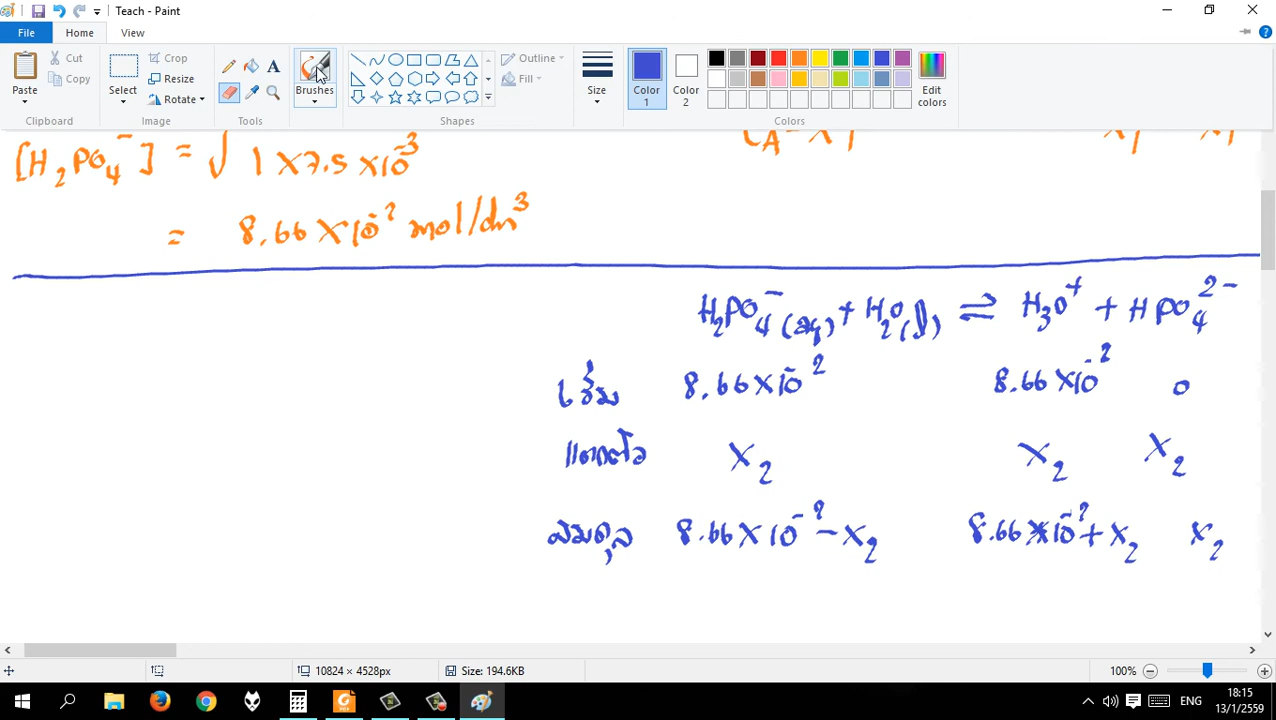 Teach - Paint
File Home View
Paste Cut Copy Clipboard
Select Crop Resize Rotate Image
Tools
Brushes
Shapes Outline Fill
Size
Color 1 Color 2 Edit colors Colors
(A - x1 x1 x1
[H2PO4⁻] = √ 1 x 7.5 x 10⁻³
= 8.66 x 10⁻² mol/dm³
H2PO4⁻(aq) + H2O(l) ⇌ H3O⁺ + HPO4²⁻
เริ่ม 8.66 x 10⁻² 8.66 x 10⁻² 0
แตกตัว x2 x2 x2
สมดุล 8.66 x 10⁻² - x2 8.66 x 10⁻² + x2 x2
10824 × 4528px Size: 194.6KB 100%
ENG 18:15
13/1/2559